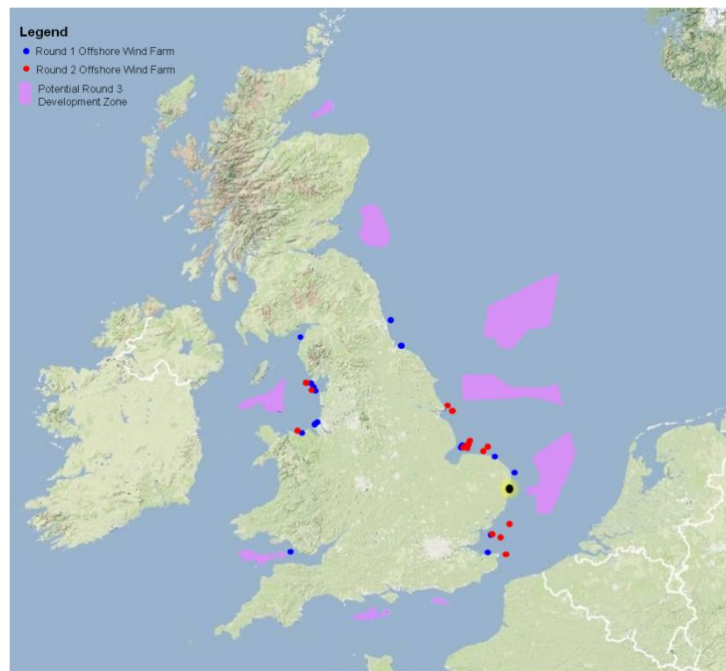 Legend
Round 1 Offshore Wind Farm
Round 2 Offshore Wind Farm
Potential Round 3
Development Zone